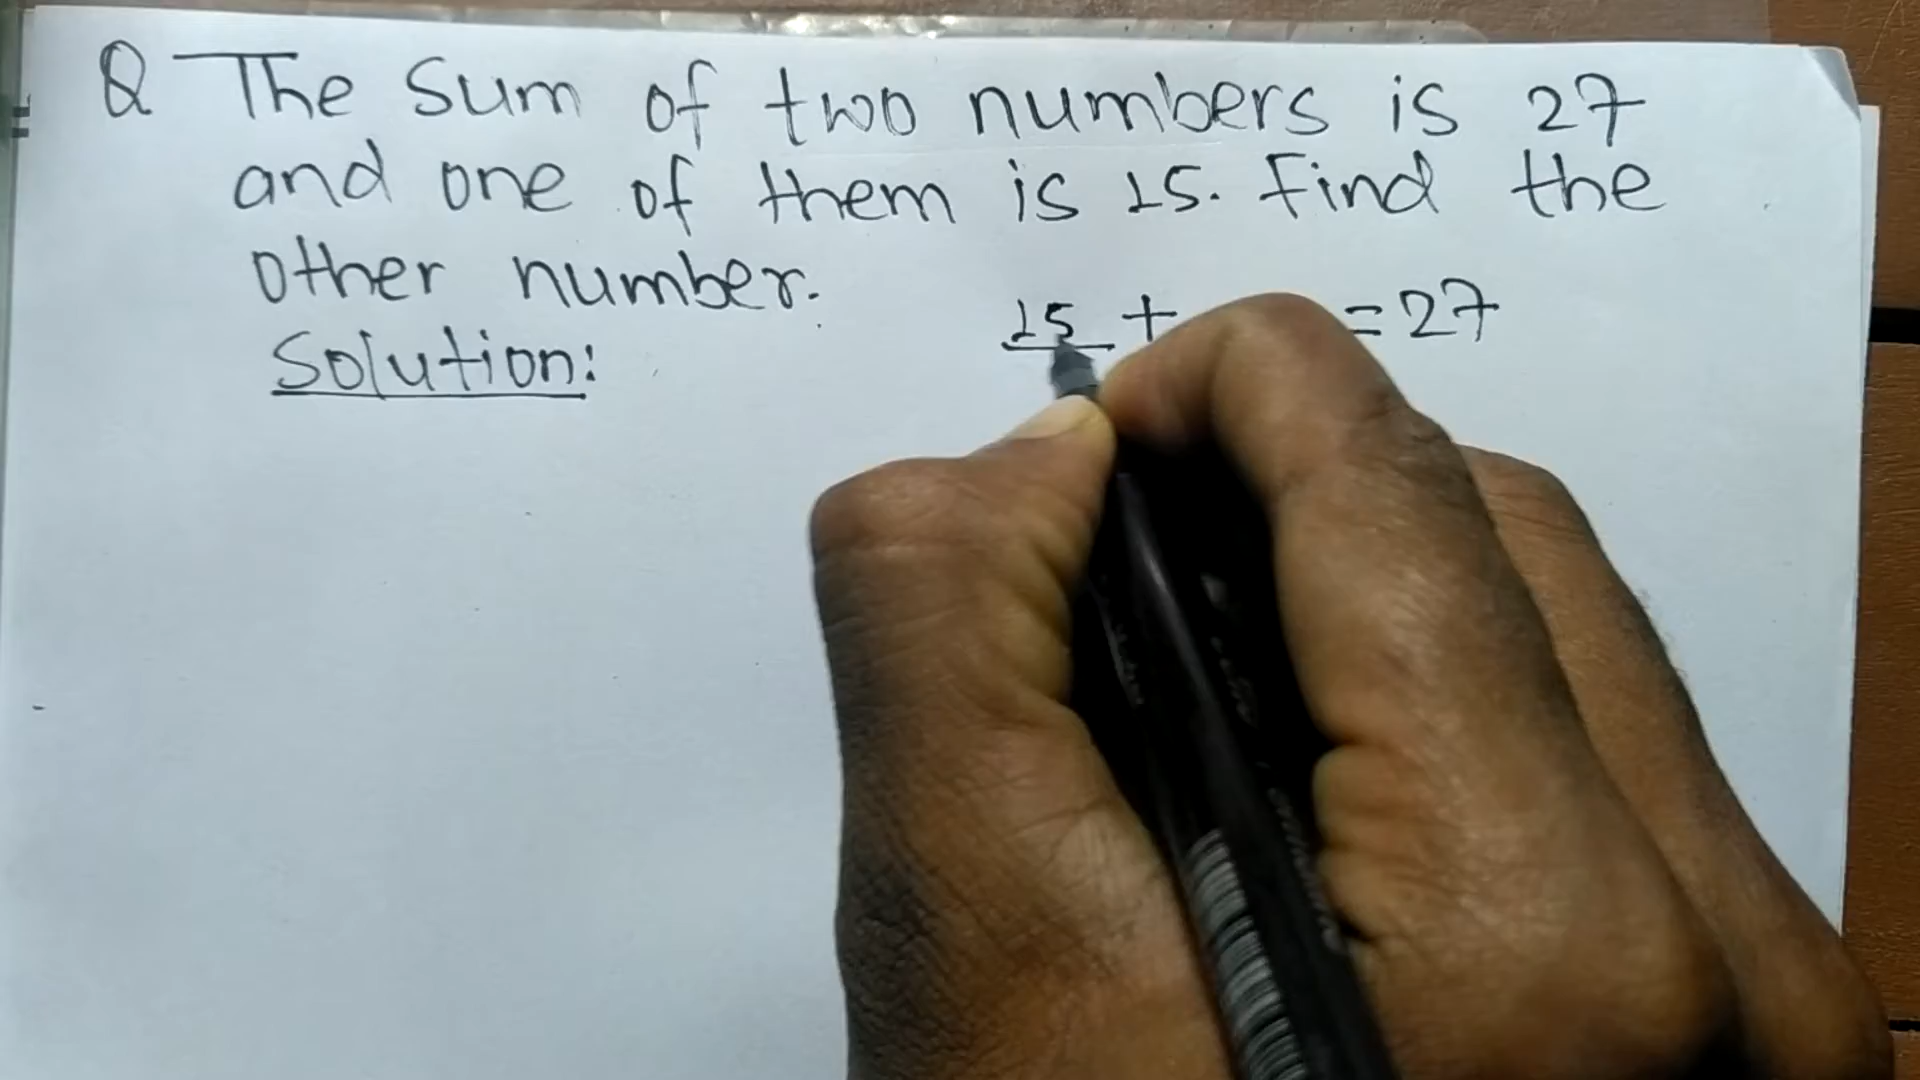 Q The Sum of two numbers is 27
and one of them is 15. Find the
other number.
15 + = 27
Solution: